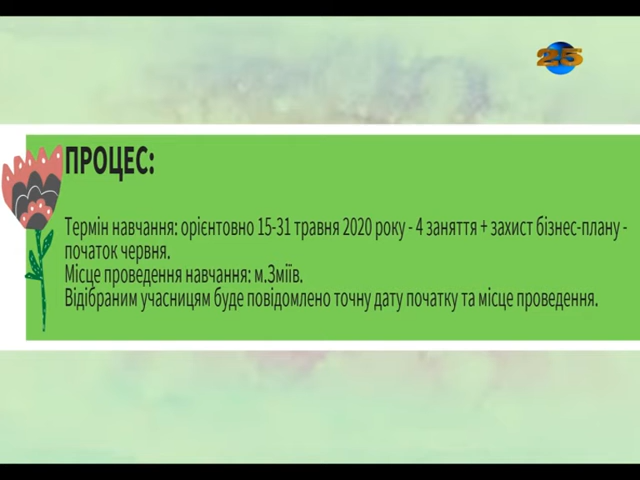 25
ПРОЦЕС:
Термін навчання: орієнтовно 15-31 травня 2020 року - 4 заняття + захист бізнес-плану -
початок червня.
Місце проведення навчання: м.Зміїв.
Відібраним учасницям буде повідомлено точну дату початку та місце проведення.